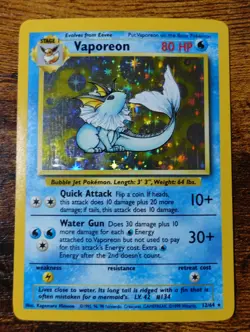 Evolves from Eevee Put Vaporeon on the Basic Pokémon
STAGE
Vaporeon 80 HP
Bubble Jet Pokémon. Length: 3' 3", Weight: 64 lbs.
Quick Attack Flip a coin. If heads,
this attack does 10 damage plus 20 more
damage; if tails, this attack does 10 damage.
10+
Water Gun Does 30 damage plus
10 more damage for each Energy
attached to Vaporeon but not used to pay
for this attack's Energy cost. Extra
Energy after the 2nd don't count.
30+
weakness resistance retreat cost
Lives close to water. Its long tail is ridged with a fin that is
often mistaken for a mermaid's. LV. 42 #134
Illus. Kagemaru Himeno
12/64